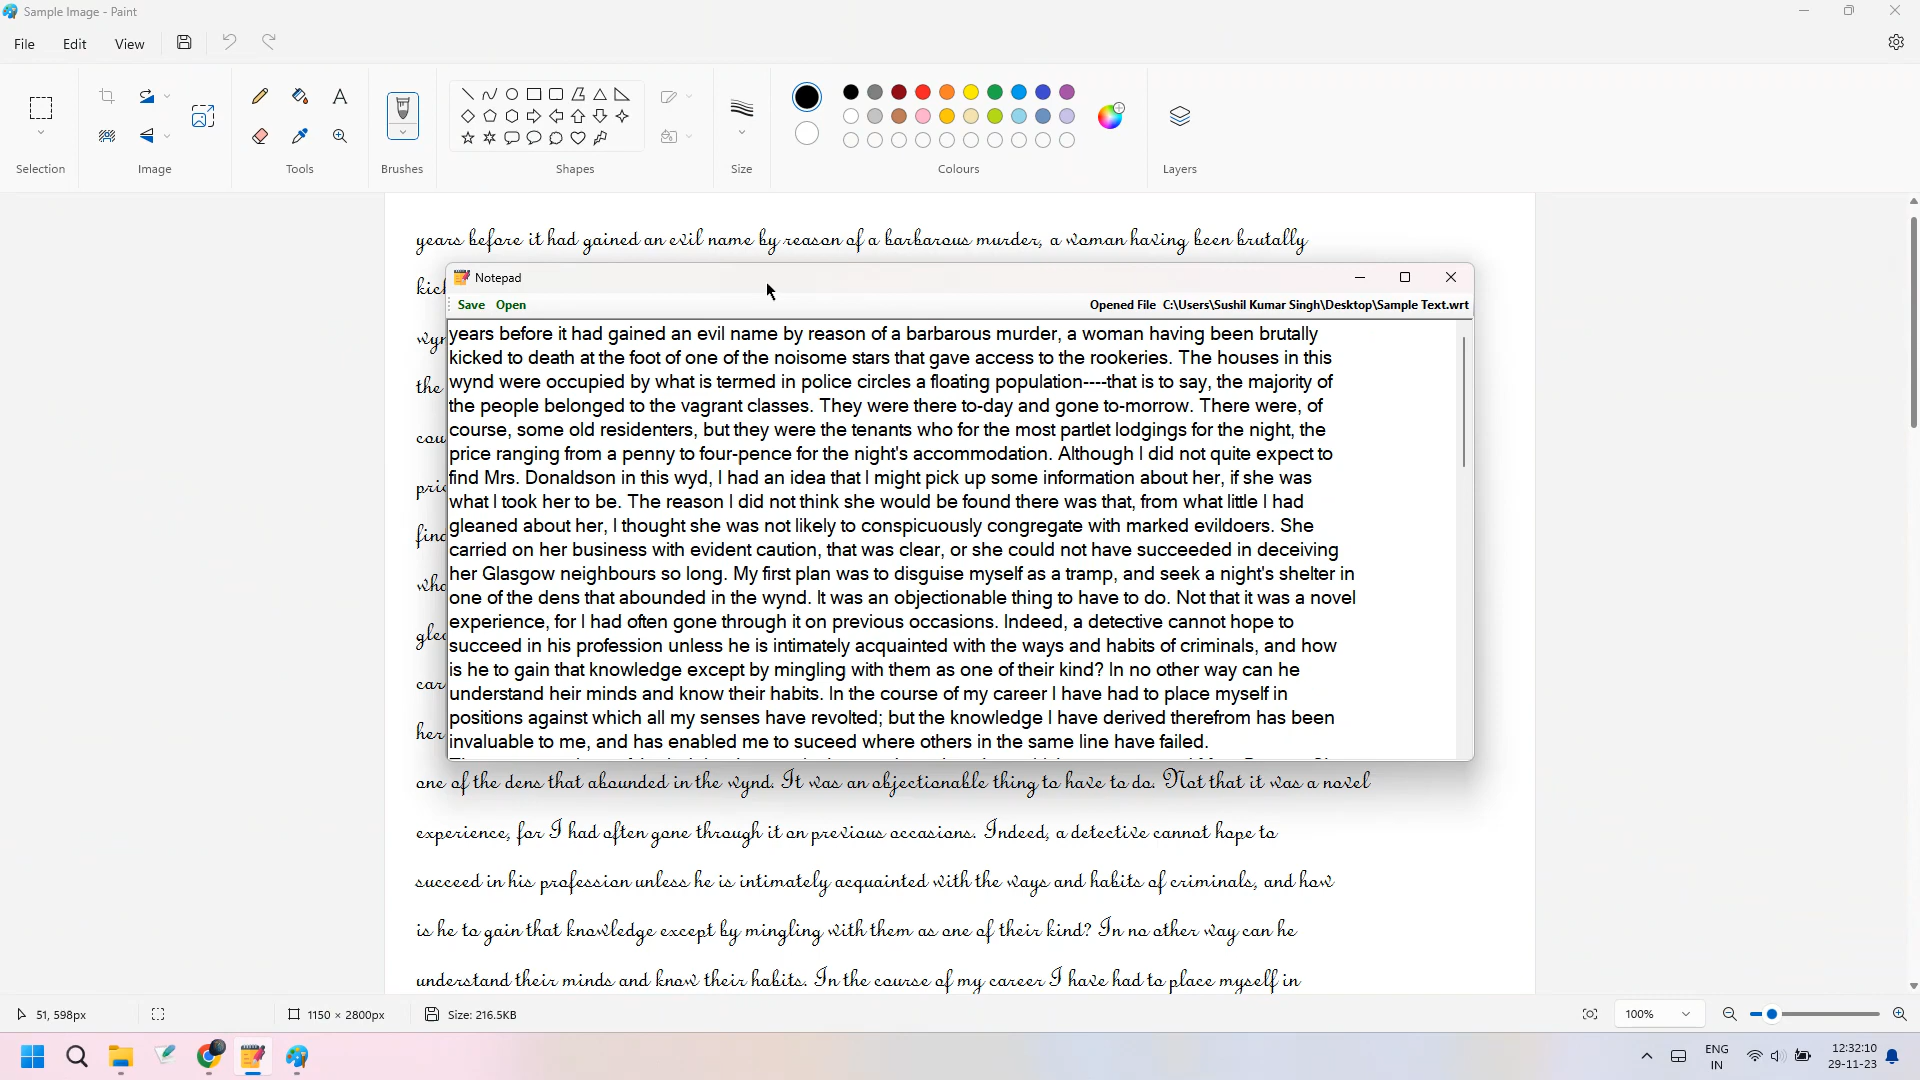 Sample Image - Paint
File Edit View
Selection Image Tools Brushes Shapes Size Colours Layers
years before it had gained an evil name by reason of a barbarous murder, a woman having been brutally
Notepad
Save Open Opened File C:\Users\Sushil Kumar Singh\Desktop\Sample Text.wrt
years before it had gained an evil name by reason of a barbarous murder, a woman having been brutally
kicked to death at the foot of one of the noisome stars that gave access to the rookeries. The houses in this
wynd were occupied by what is termed in police circles a floating population----that is to say, the majority of
the people belonged to the vagrant classes. They were there to-day and gone to-morrow. There were, of
course, some old residenters, but they were the tenants who for the most partlet lodgings for the night, the
price ranging from a penny to four-pence for the night's accommodation. Although I did not quite expect to
find Mrs. Donaldson in this wyd, I had an idea that I might pick up some information about her, if she was
what I took her to be. The reason I did not think she would be found there was that, from what little I had
gleaned about her, I thought she was not likely to conspicuously congregate with marked evildoers. She
carried on her business with evident caution, that was clear, or she could not have succeeded in deceiving
her Glasgow neighbours so long. My first plan was to disguise myself as a tramp, and seek a night's shelter in
one of the dens that abounded in the wynd. It was an objectionable thing to have to do. Not that it was a novel
experience, for I had often gone through it on previous occasions. Indeed, a detective cannot hope to
succeed in his profession unless he is intimately acquainted with the ways and habits of criminals, and how
is he to gain that knowledge except by mingling with them as one of their kind? In no other way can he
understand heir minds and know their habits. In the course of my career I have had to place myself in
positions against which all my senses have revolted; but the knowledge I have derived therefrom has been
invaluable to me, and has enabled me to suceed where others in the same line have failed.
one of the dens that abounded in the wynd. It was an objectionable thing to have to do. Not that it was a novel
experience, for I had often gone through it on previous occasions. Indeed, a detective cannot hope to
succeed in his profession unless he is intimately acquainted with the ways and habits of criminals, and how
is he to gain that knowledge except by mingling with them as one of their kind? In no other way can he
understand their minds and know their habits. In the course of my career I have had to place myself in
51, 598px 1150 × 2800px Size: 216.5KB 100%
ENG 12:32:10
IN 29-11-23